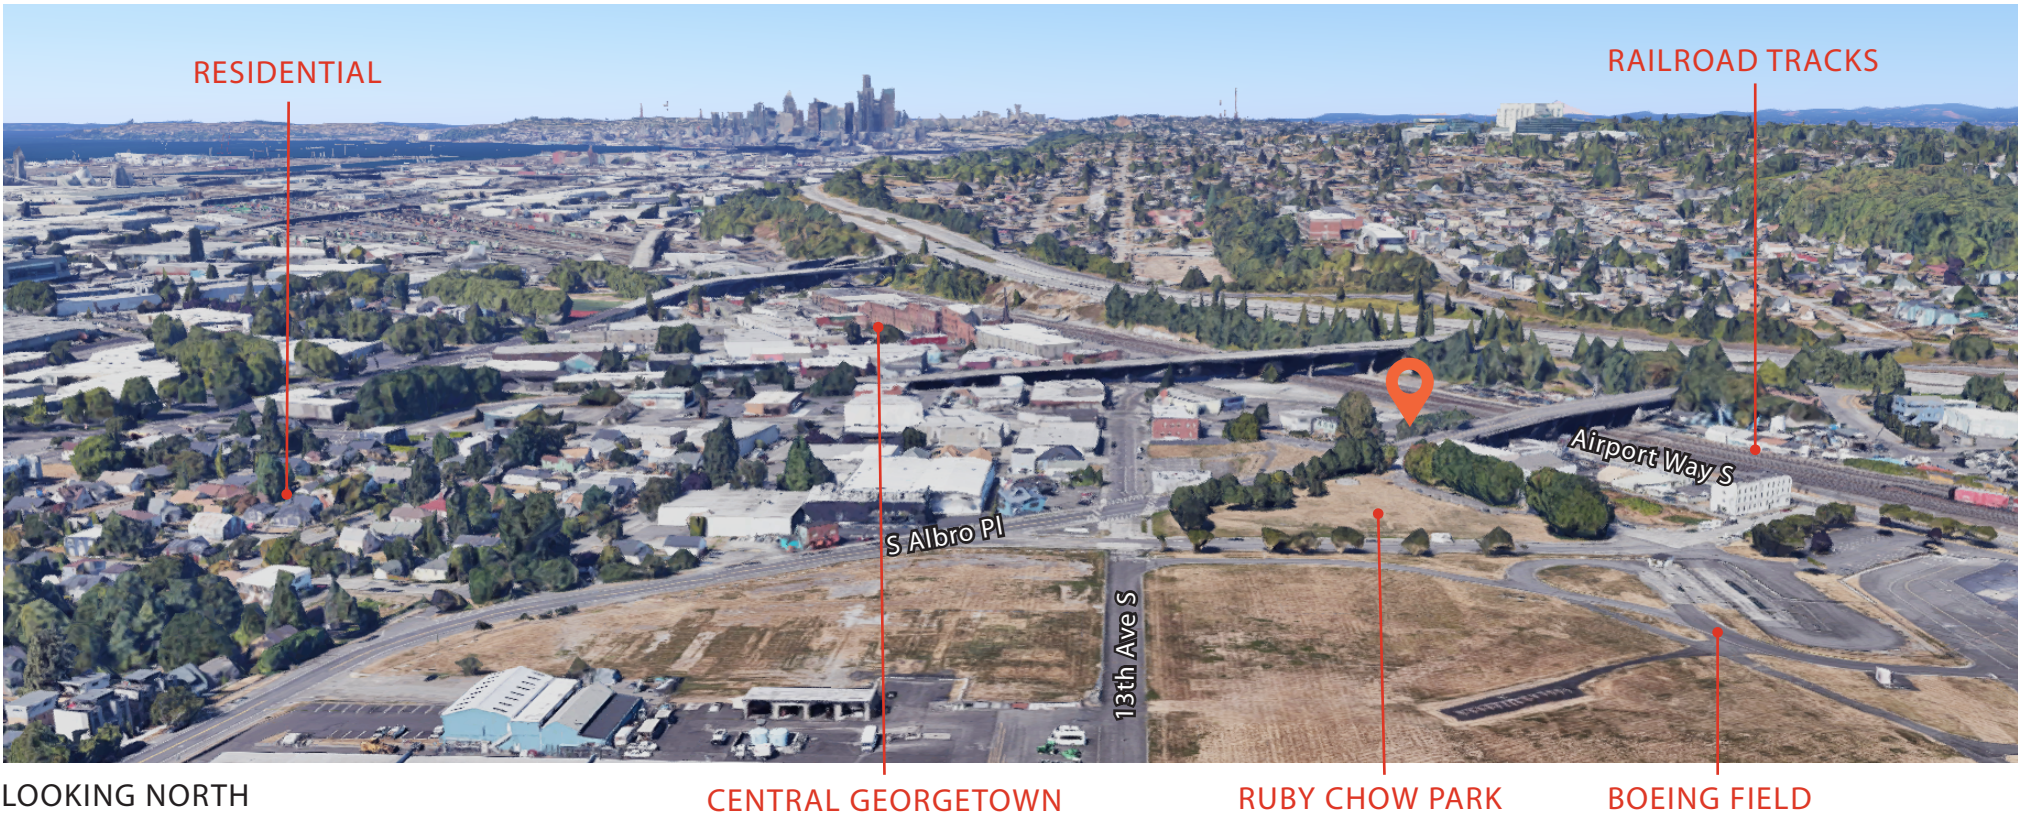 RESIDENTIAL
RAILROAD TRACKS
Airport Way S
S Albro Pl
13th Ave S
LOOKING NORTH
CENTRAL GEORGETOWN
RUBY CHOW PARK
BOEING FIELD